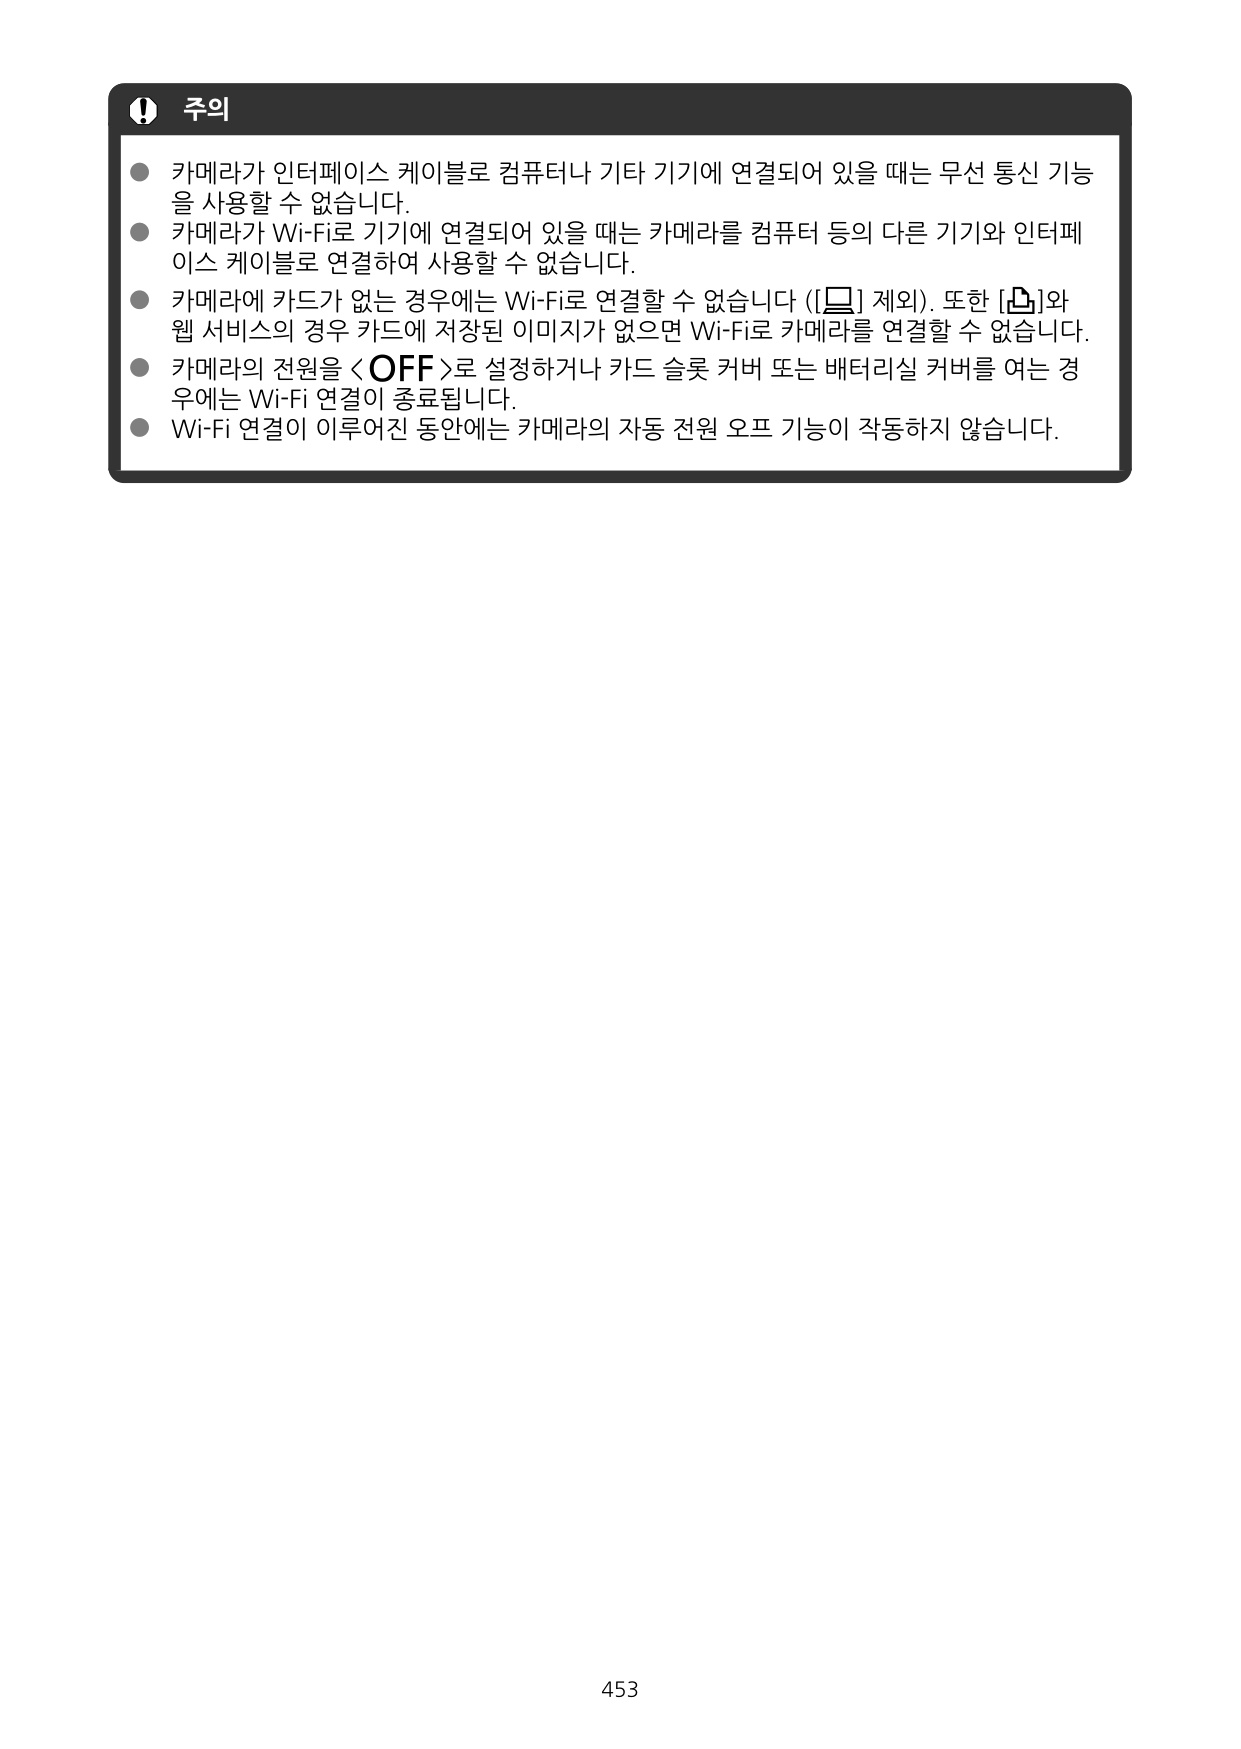 주의
● 카메라가 인터페이스 케이블로 컴퓨터나 기타 기기에 연결되어 있을 때는 무선 통신 기능
을 사용할 수 없습니다.
● 카메라가 Wi-Fi로 기기에 연결되어 있을 때는 카메라를 컴퓨터 등의 다른 기기와 인터페
이스 케이블로 연결하여 사용할 수 없습니다.
● 카메라에 카드가 없는 경우에는 Wi-Fi로 연결할 수 없습니다 ([] 제외). 또한 []와
웹 서비스의 경우 카드에 저장된 이미지가 없으면 Wi-Fi로 카메라를 연결할 수 없습니다.
● 카메라의 전원을 <OFF>로 설정하거나 카드 슬롯 커버 또는 배터리실 커버를 여는 경
우에는 Wi-Fi 연결이 종료됩니다.
● Wi-Fi 연결이 이루어진 동안에는 카메라의 자동 전원 오프 기능이 작동하지 않습니다.
453